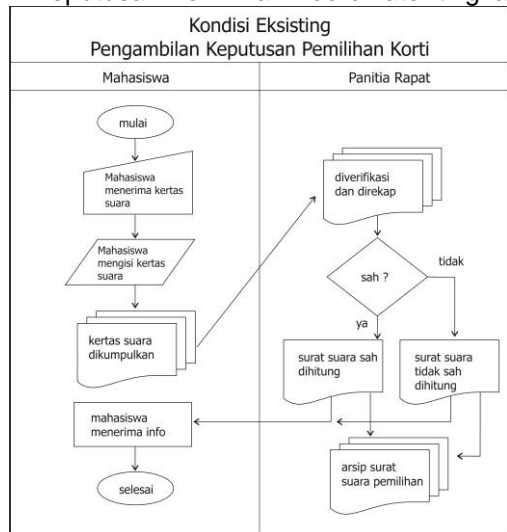 Kondisi Eksisting
Pengambilan Keputusan Pemilihan Korti
Mahasiswa
Panitia Rapat
mulai
Mahasiswa
menerima kertas
suara
Mahasiswa
mengisi kertas
suara
kertas suara
dikumpulkan
diverifikasi
dan direkap
sah ?
tidak
ya
surat suara sah
dihitung
surat suara
tidak sah
dihitung
mahasiswa
menerima info
arsip surat
suara pemilihan
selesai